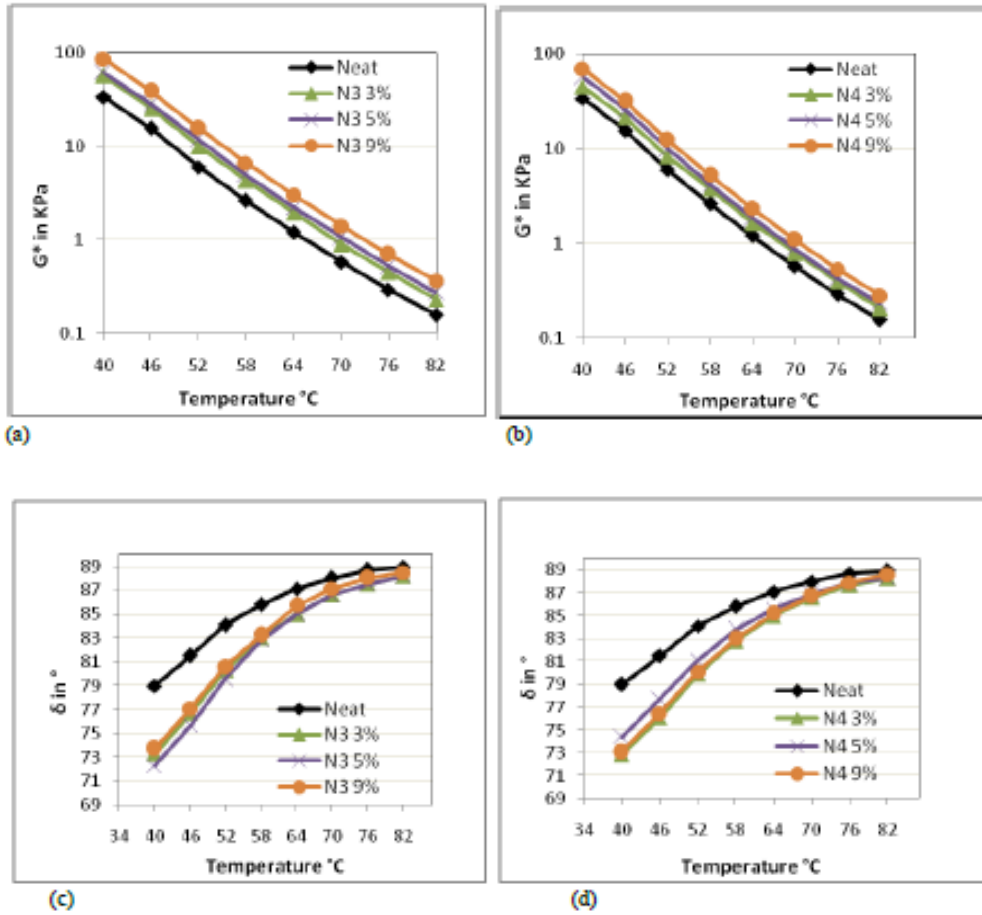 100
10
1
0.1
G* in KPa
Neat
N3 3%
N3 5%
N3 9%
40 46 52 58 64 70 76 82
Temperature °C
(a)
100
10
1
0.1
G* in KPa
Neat
N4 3%
N4 5%
N4 9%
40 46 52 58 64 70 76 82
Temperature °C
(b)
89
87
85
83
81
79
77
75
73
71
69
δ in °
Neat
N3 3%
N3 5%
N3 9%
34 40 46 52 58 64 70 76 82
Temperature °C
(c)
89
87
85
83
81
79
77
75
73
71
69
δ in °
Neat
N4 3%
N4 5%
N4 9%
34 40 46 52 58 64 70 76 82
Temperature °C
(d)